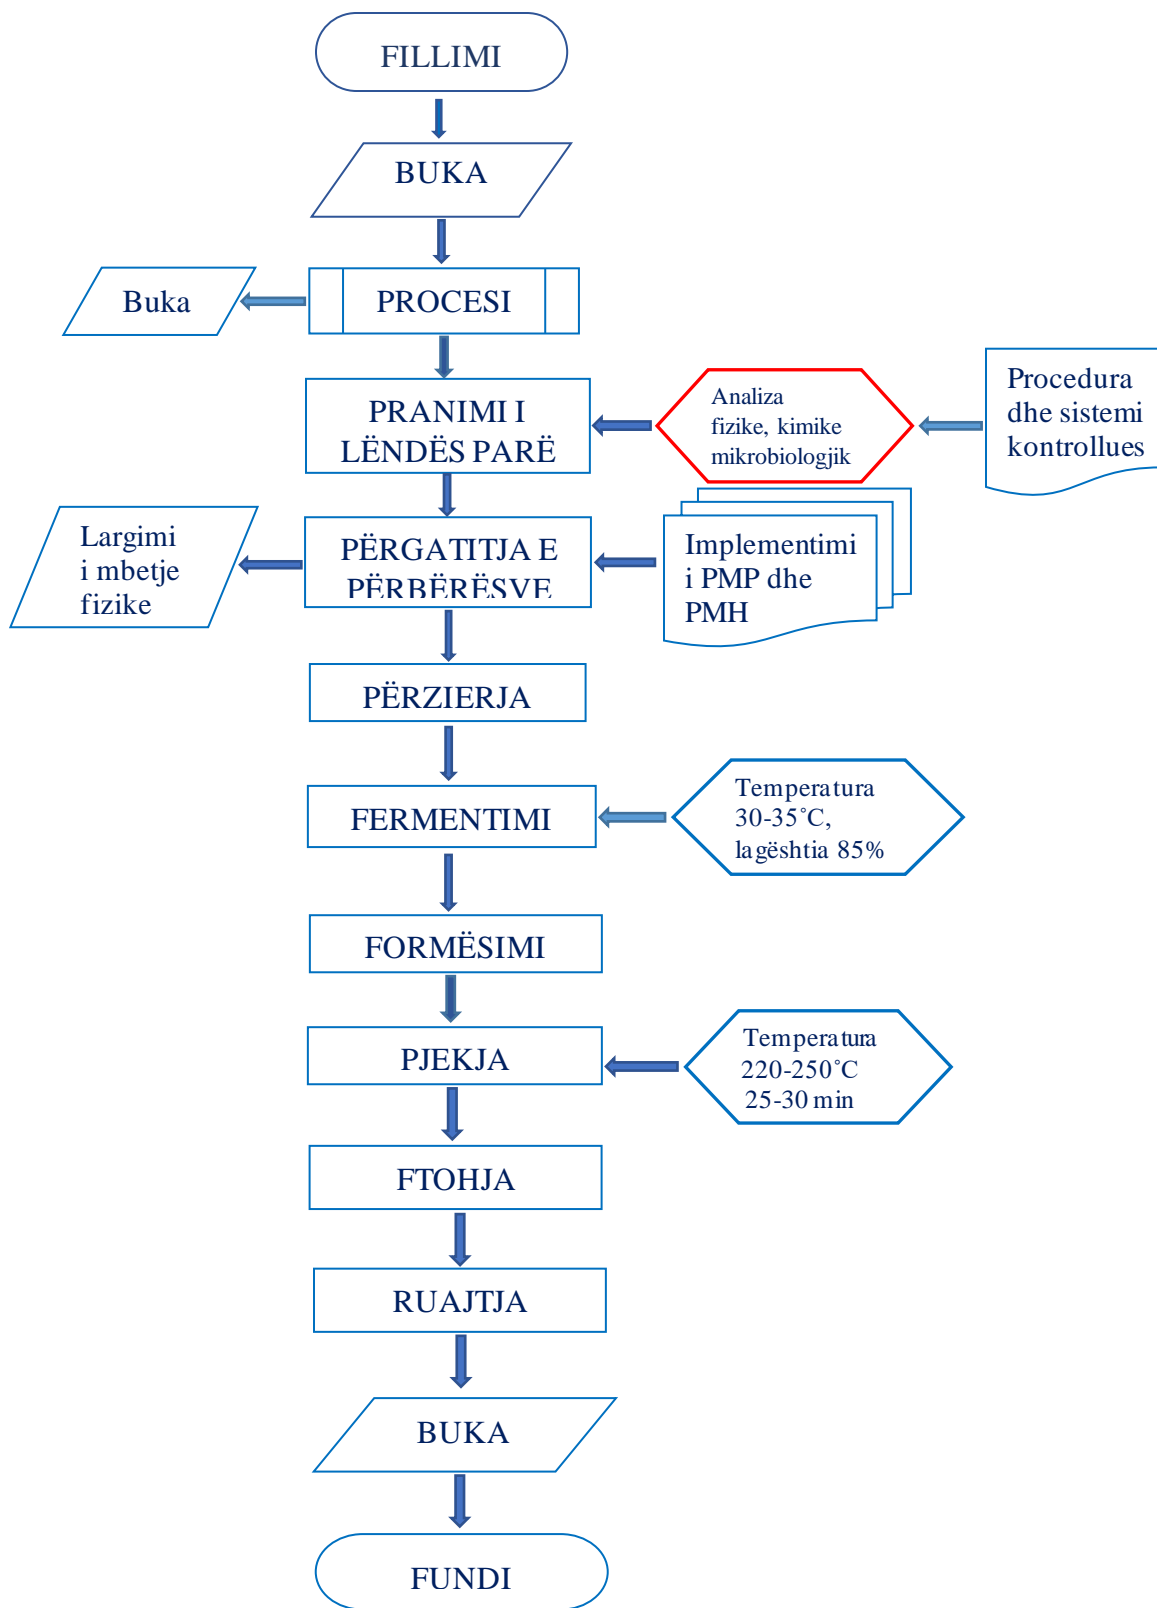 FILLIMI
BUKA
Buka
PROCESI
PRANIMI I
LËNDËS PARË
Analiza
fizike, kimike
mikrobiologjik
Procedura
dhe sistemi
kontrollues
Largimi
i mbetje
fizike
PËRGATITJA E
PËRBËRËSVE
Implementimi
i PMP dhe
PMH
PËRZIERJA
FERMENTIMI
Temperatura
30-35˚C,
lagështia 85%
FORMËSIMI
PJEKJA
Temperatura
220-250˚C
25-30 min
FTOHJA
RUAJTJA
BUKA
FUNDI